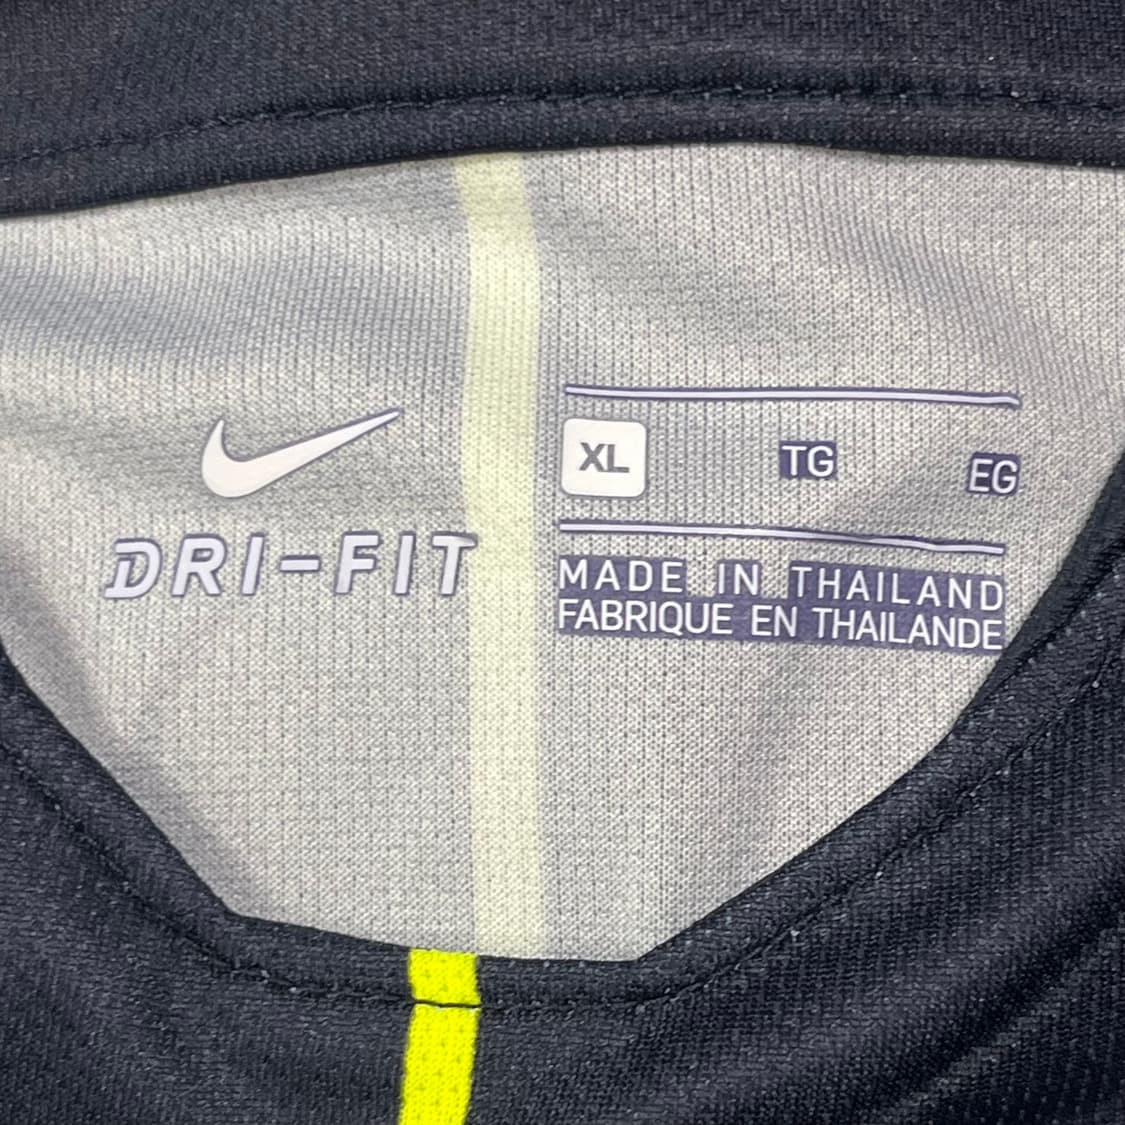 DRI-FIT
XL TG EG
MADE IN THAILAND
FABRIQUE EN THAILANDE